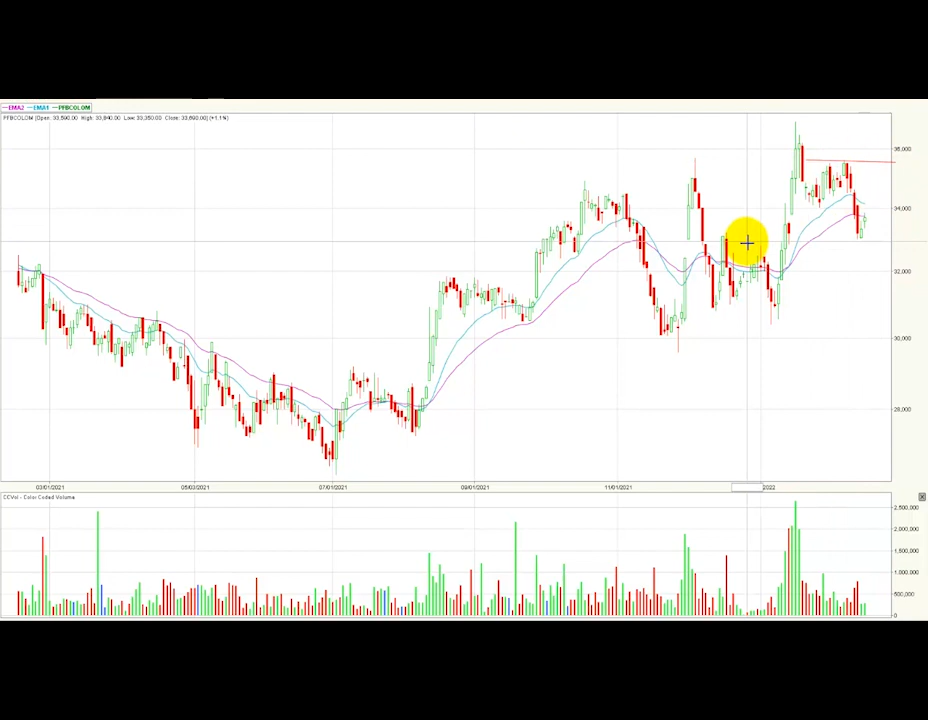 EMA2 EMA1 PFBCOLOM
PFBCOLOM [Open: 33,590.00 High: 33,840.00 Low: 33,350.00 Close: 33,690.00] (+1.1%)
36,000
34,000
32,000
30,000
28,000
03/01/2021 05/03/2021 07/01/2021 09/01/2021 11/01/2021 2022
CCVol - Color Coded Volume
2,500,000
2,000,000
1,500,000
1,000,000
500,000
0